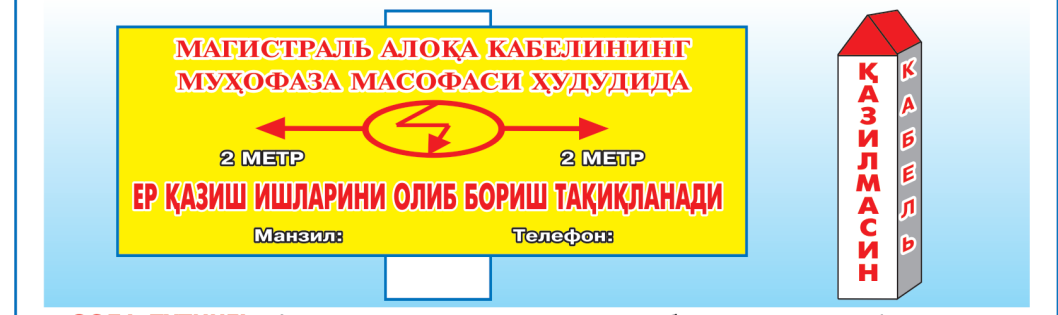 МАГИСТРАЛЬ АЛОҚА КАБЕЛИНИНГ
МУҲОФАЗА МАСОФАСИ ҲУДУДИДА
2 МЕТР 2 МЕТР
ЕР ҚАЗИШ ИШЛАРИНИ ОЛИБ БОРИШ ТАҚИҚЛАНАДИ
Манзил: Телефон:
ҚАЗИЛМАСИН
КАБЕЛЬ